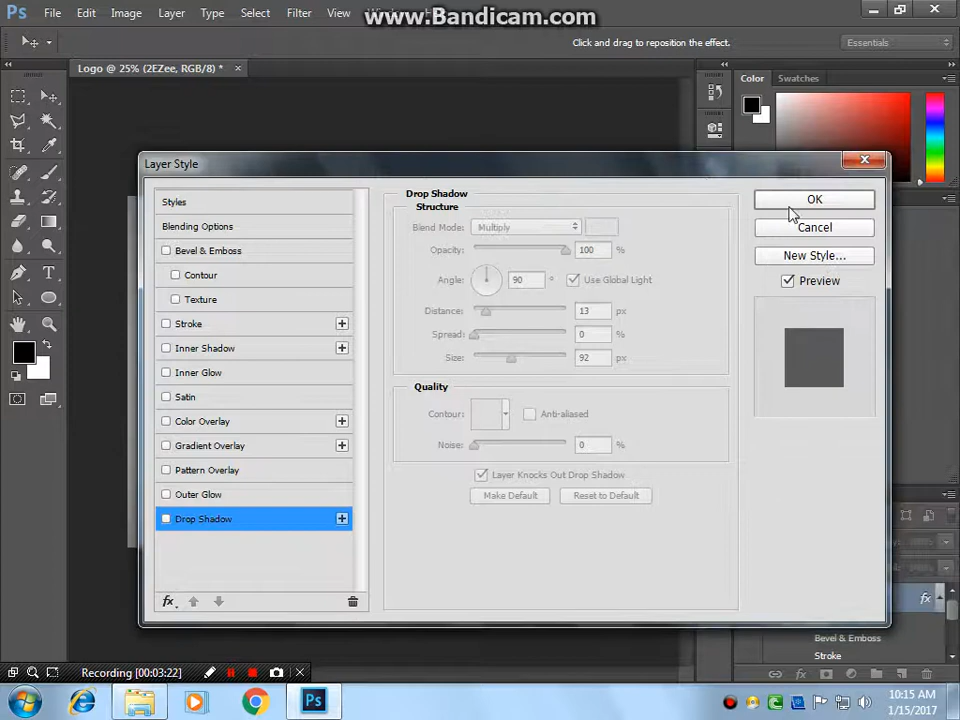 www.Bandicam.com
Ps File Edit Image Layer Type Select Filter View
Click and drag to reposition the effect.
Essentials
Logo @ 25% (2EZee, RGB/8) * ×
Color Swatches
Layer Style
Styles
Blending Options
Bevel & Emboss
Contour
Texture
Stroke
Inner Shadow
Inner Glow
Satin
Color Overlay
Gradient Overlay
Pattern Overlay
Outer Glow
Drop Shadow
fx
Drop Shadow
Structure
Blend Mode: Multiply
Opacity: 100 %
Angle: 90 ° Use Global Light
Distance: 13 px
Spread: 0 %
Size: 92 px
Quality
Contour: Anti-aliased
Noise: 0 %
Layer Knocks Out Drop Shadow
Make Default Reset to Default
OK
Cancel
New Style...
Preview
fx
Bevel & Emboss
Stroke
fx
Recording [00:03:22]
Ps
10:15 AM
1/15/2017